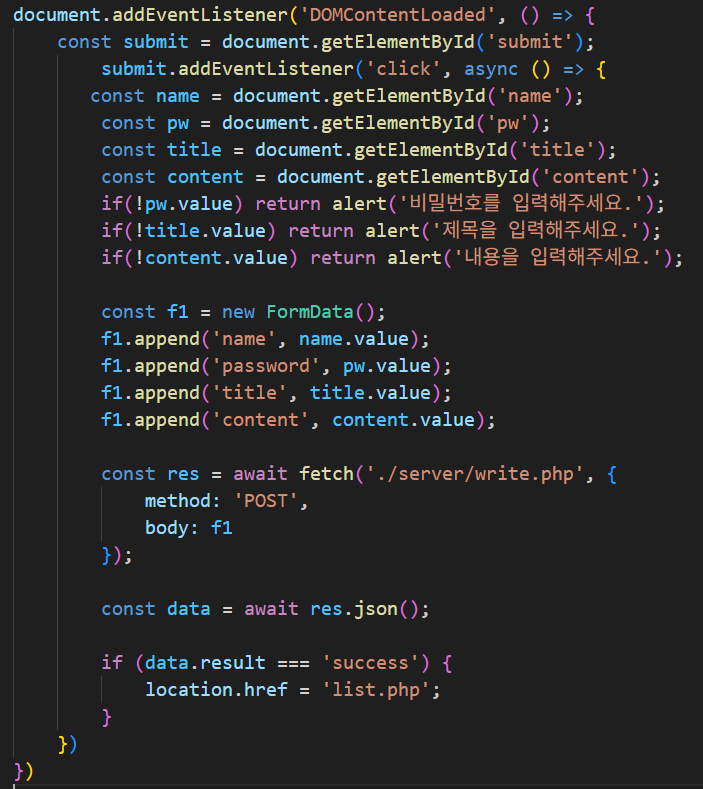 document.addEventListener('DOMContentLoaded', () => {
    const submit = document.getElementById('submit');
        submit.addEventListener('click', async () => {
       const name = document.getElementById('name');
        const pw = document.getElementById('pw');
        const title = document.getElementById('title');
        const content = document.getElementById('content');
        if(!pw.value) return alert('비밀번호를 입력해주세요.');
        if(!title.value) return alert('제목을 입력해주세요.');
        if(!content.value) return alert('내용을 입력해주세요.');

        const f1 = new FormData();
        f1.append('name', name.value);
        f1.append('password', pw.value);
        f1.append('title', title.value);
        f1.append('content', content.value);

        const res = await fetch('./server/write.php', {
            method: 'POST',
            body: f1
        });

        const data = await res.json();

        if (data.result === 'success') {
            location.href = 'list.php';
        }
    })
})